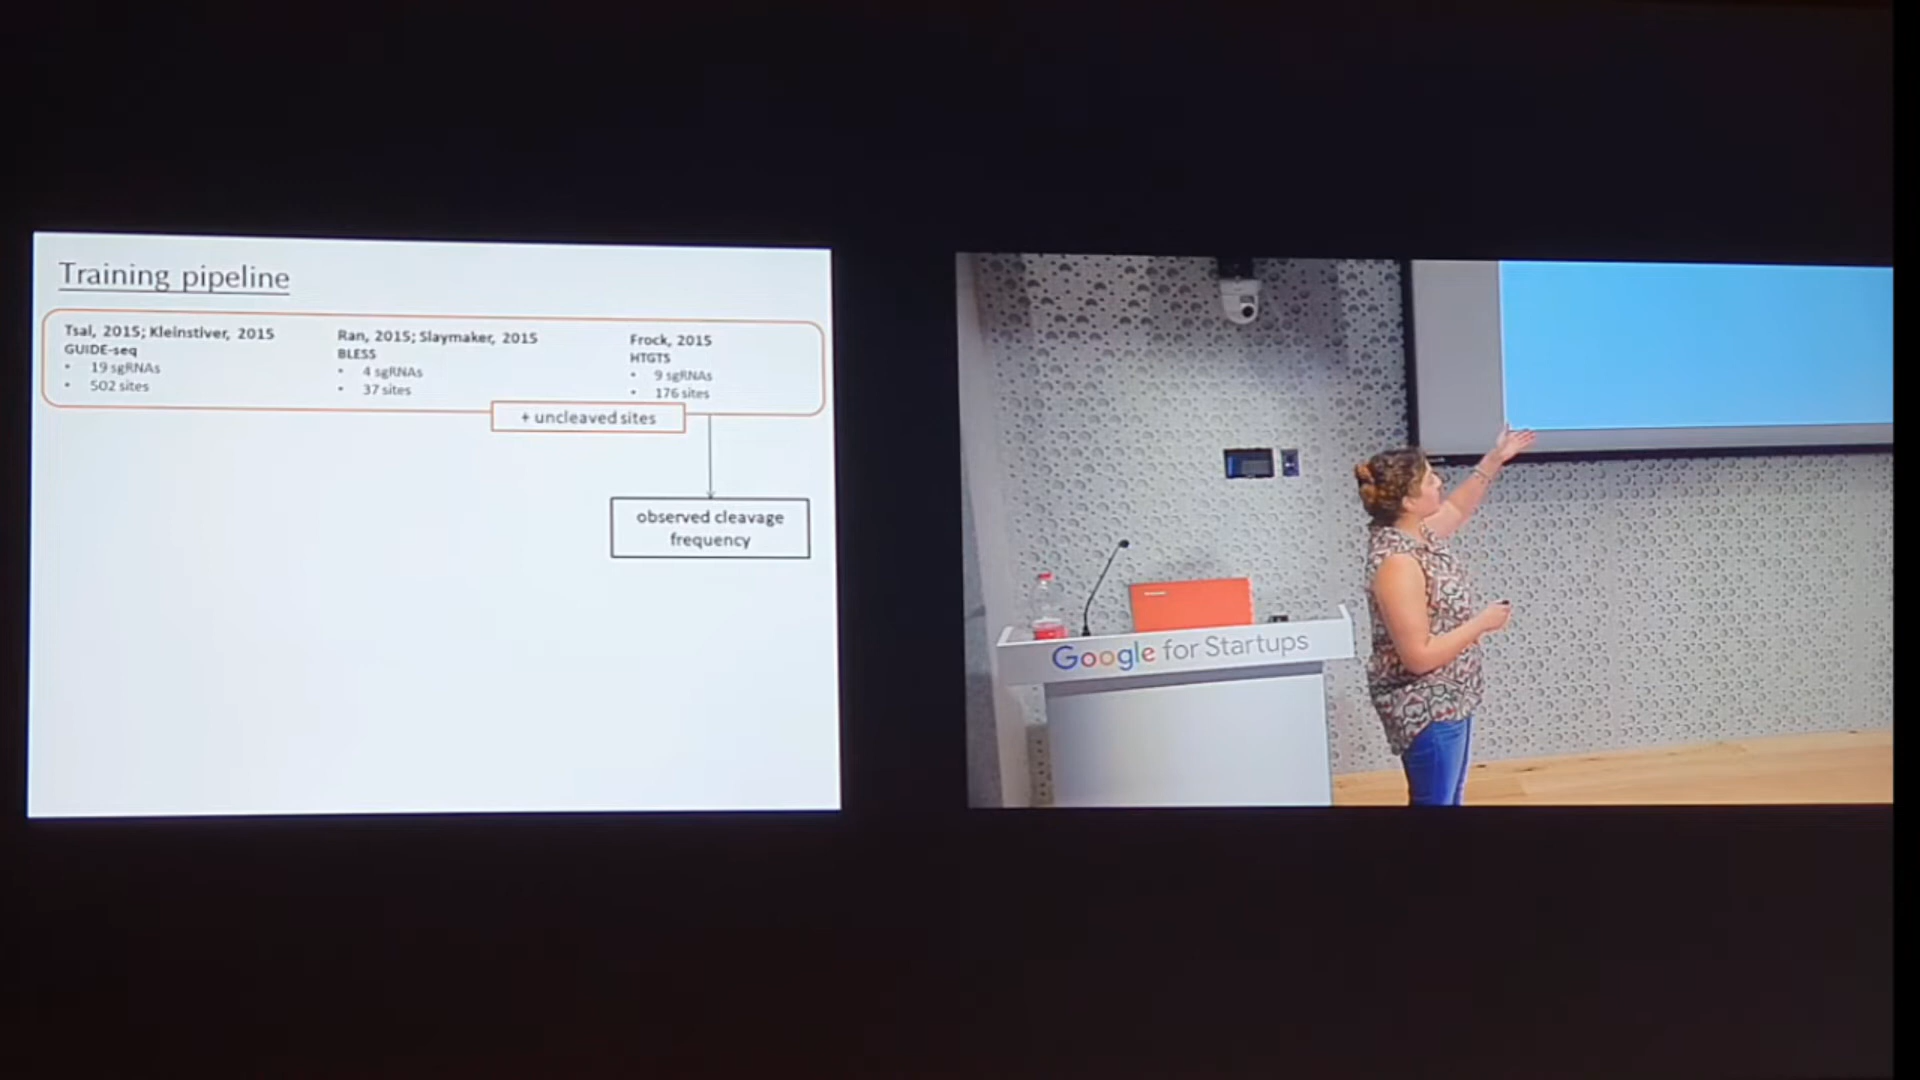 Training pipeline
Tsai, 2015; Kleinstiver, 2015
GUIDE-seq
• 19 sgRNAs
• 502 sites
Ran, 2015; Slaymaker, 2015
BLESS
• 4 sgRNAs
• 37 sites
Frock, 2015
HTGTS
• 9 sgRNAs
• 176 sites
+ uncleaved sites
observed cleavage
frequency
Google for Startups